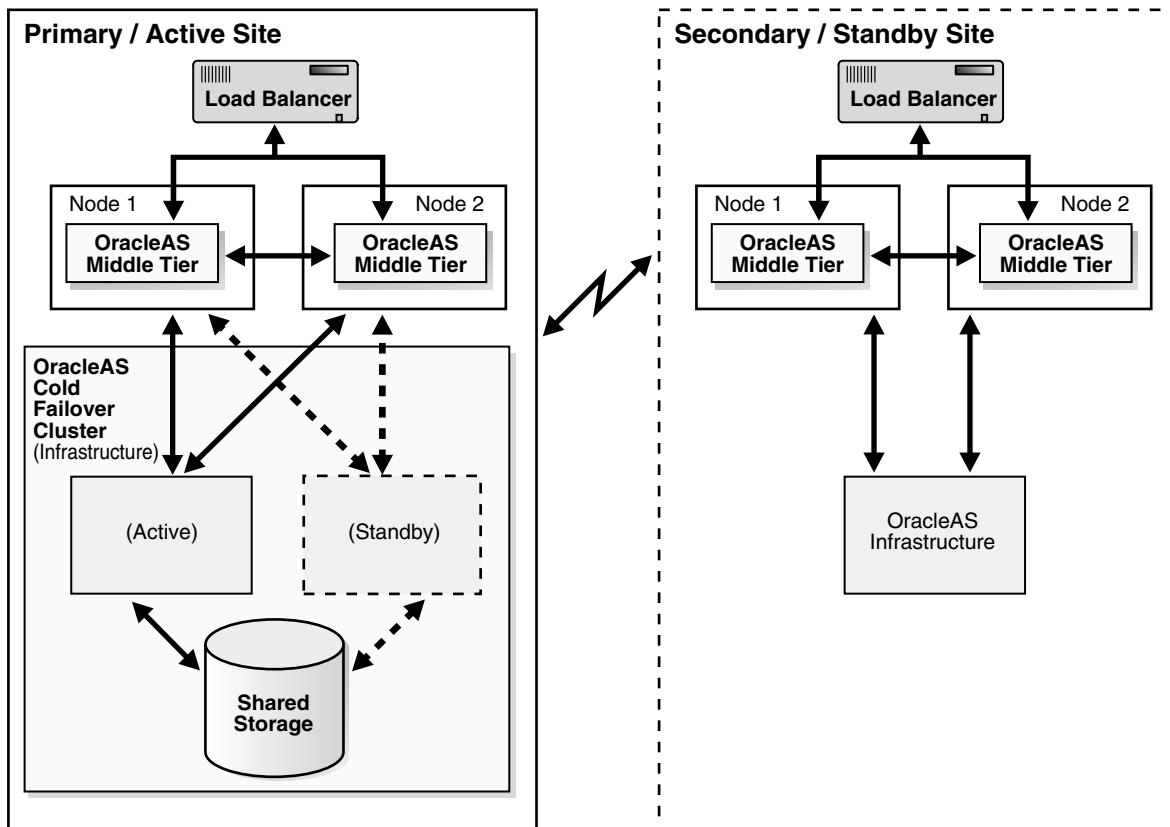 Primary / Active Site
Load Balancer
Node 1
Node 2
OracleAS
Middle Tier
OracleAS
Middle Tier
OracleAS
Cold
Failover
Cluster
(Infrastructure)
(Active)
(Standby)
Shared
Storage
Secondary / Standby Site
Load Balancer
Node 1
Node 2
OracleAS
Middle Tier
OracleAS
Middle Tier
OracleAS
Infrastructure